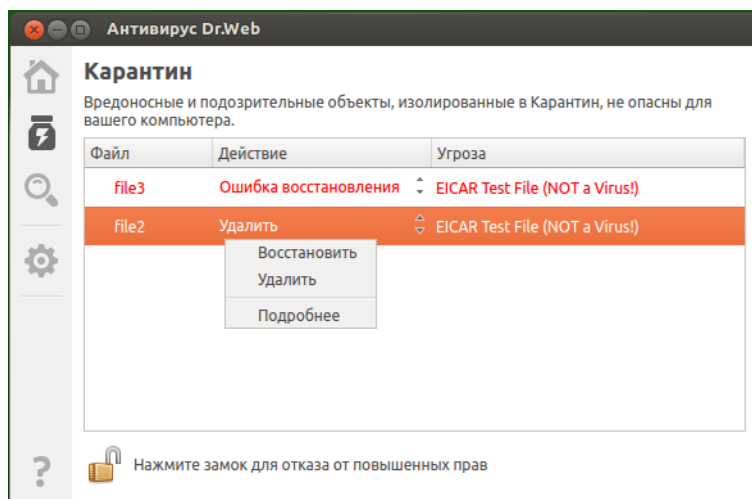 Антивирус Dr.Web
Карантин
Вредоносные и подозрительные объекты, изолированные в Карантин, не опасны для
вашего компьютера.
Файл Действие Угроза
file3 Ошибка восстановления EICAR Test File (NOT a Virus!)
file2 Удалить EICAR Test File (NOT a Virus!)
Восстановить
Удалить
Подробнее
Нажмите замок для отказа от повышенных прав